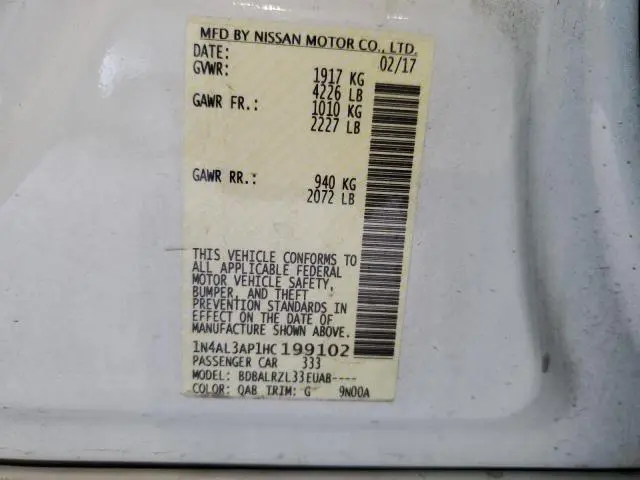 MFD BY NISSAN MOTOR CO., LTD.
DATE: 02/17
GVWR: 1917 KG
4226 LB
GAWR FR.: 1010 KG
2227 LB
GAWR RR.: 940 KG
2072 LB
THIS VEHICLE CONFORMS TO
ALL APPLICABLE FEDERAL
MOTOR VEHICLE SAFETY,
BUMPER, AND THEFT
PREVENTION STANDARDS IN
EFFECT ON THE DATE OF
MANUFACTURE SHOWN ABOVE.
1N4AL3AP1HC199102
PASSENGER CAR 333
MODEL: BDBALRZL33EUAB----
COLOR: QAB TRIM: G 9N00A